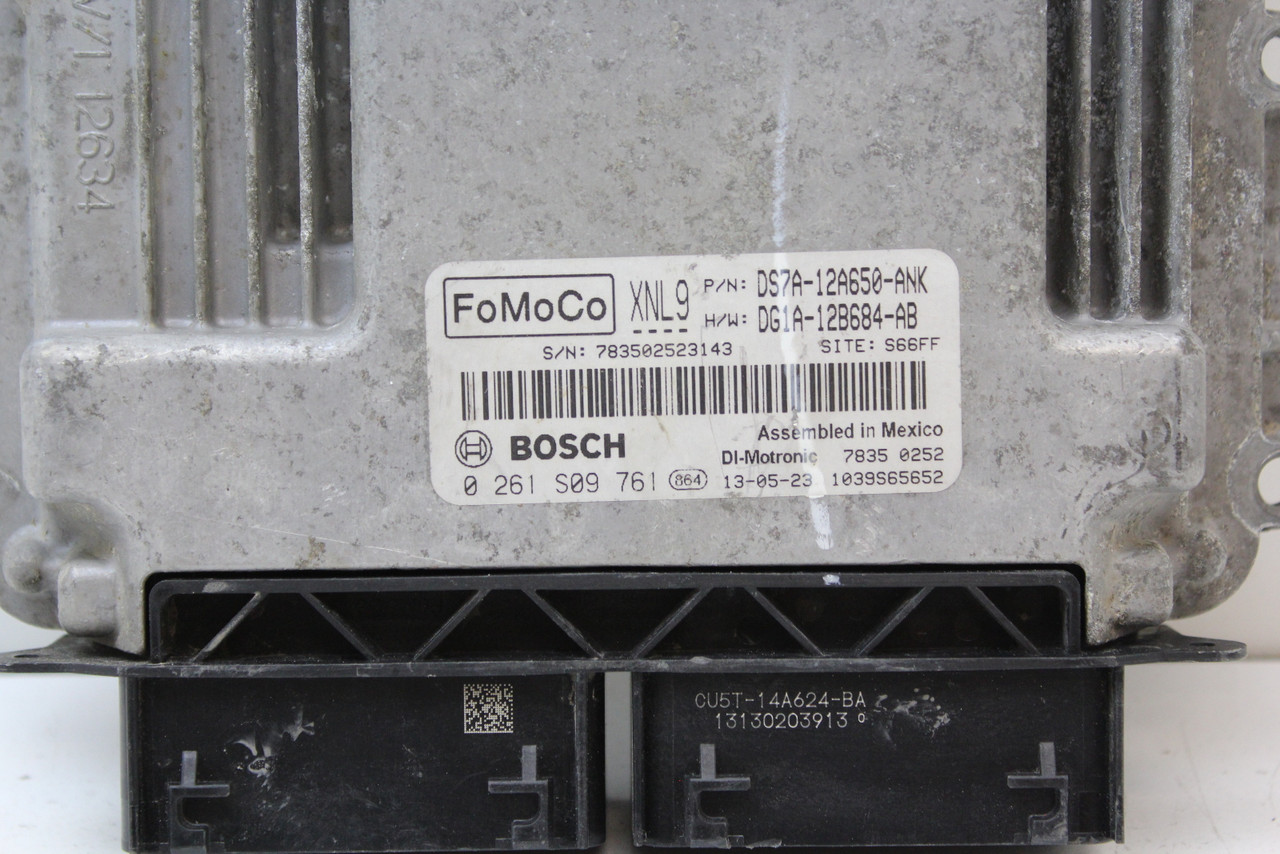 12634
FoMoCo XNL9 P/N: DS7A-12A650-ANK
H/W: DG1A-12B684-AB
S/N: 783502523143 SITE: S66FF
BOSCH Assembled in Mexico
DI-Motronic 7835 0252
0 261 S09 761 864 13-05-23 1039S65652
CU5T-14A624-BA
13130203913